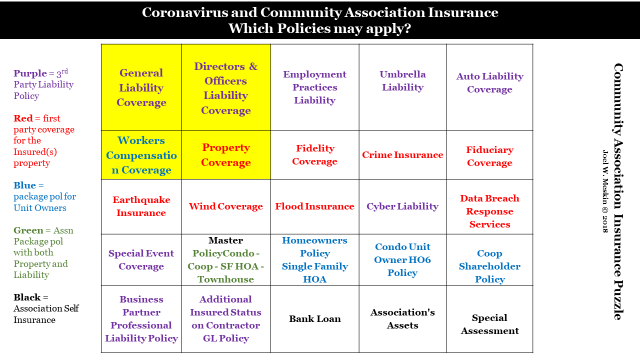 Coronavirus and Community Association Insurance
Which Policies may apply?
Purple = 3rd
Party Liability
Policy
Red = first
party coverage
for the
Insured(s)
property
Blue =
package pol for
Unit Owners
Green = Assn
Package pol
with both
Property and
Liability
Black =
Association Self
Insurance
General
Liability
Coverage
Directors &
Officers
Liability
Coverage
Employment
Practices
Liability
Umbrella
Liability
Auto Liability
Coverage
Workers
Compensatio
n Coverage
Property
Coverage
Fidelity
Coverage
Crime Insurance
Fiduciary
Coverage
Earthquake
Insurance
Wind Coverage
Flood Insurance
Cyber Liability
Data Breach
Response
Services
Special Event
Coverage
Master
PolicyCondo -
Coop - SF HOA -
Townhouse
Homeowners
Policy
Single Family
HOA
Condo Unit
Owner HO6
Policy
Coop
Shareholder
Policy
Business
Partner
Professional
Liability Policy
Additional
Insured Status
on Contractor
GL Policy
Bank Loan
Association's
Assets
Special
Assessment
Community Association Insurance Puzzle
Joel W. Meskin © 2018